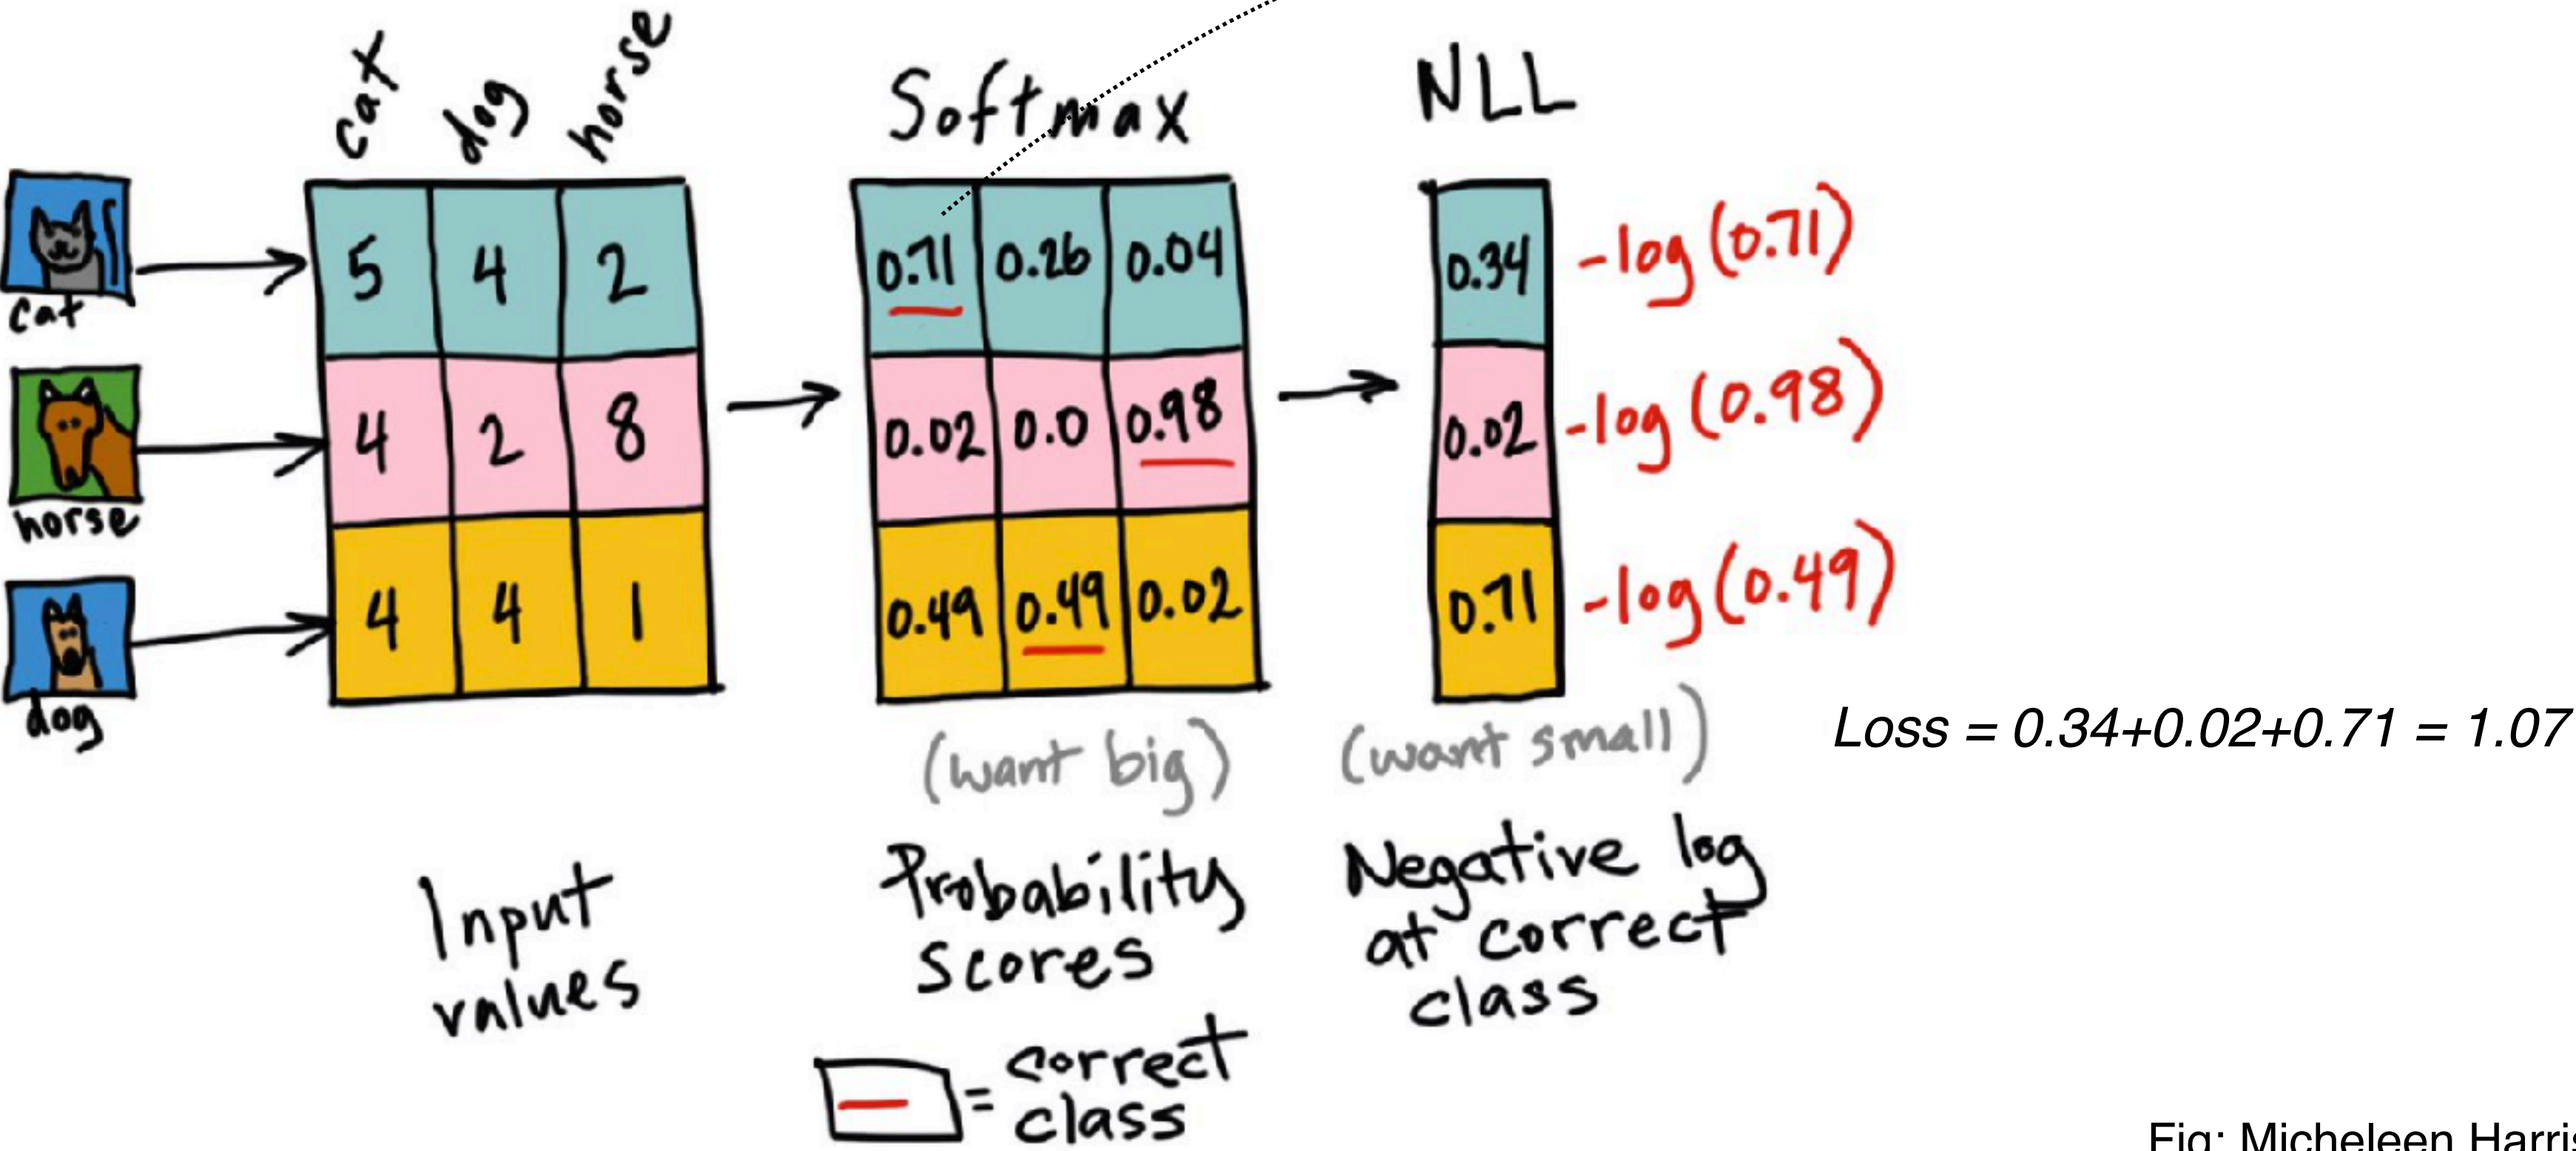 cat dog horse
Softmax
NLL
cat
5 4 2
0.71 0.26 0.04
0.34
-log(0.71)
horse
4 2 8
0.02 0.0 0.98
0.02
-log(0.98)
dog
4 4 1
0.49 0.49 0.02
0.71
-log(0.49)
(want big)
(want small)
Loss = 0.34+0.02+0.71 = 1.07
Input
values
Probability
scores
Negative log
at correct
class
= correct
class
Fig: Micheleen Harris